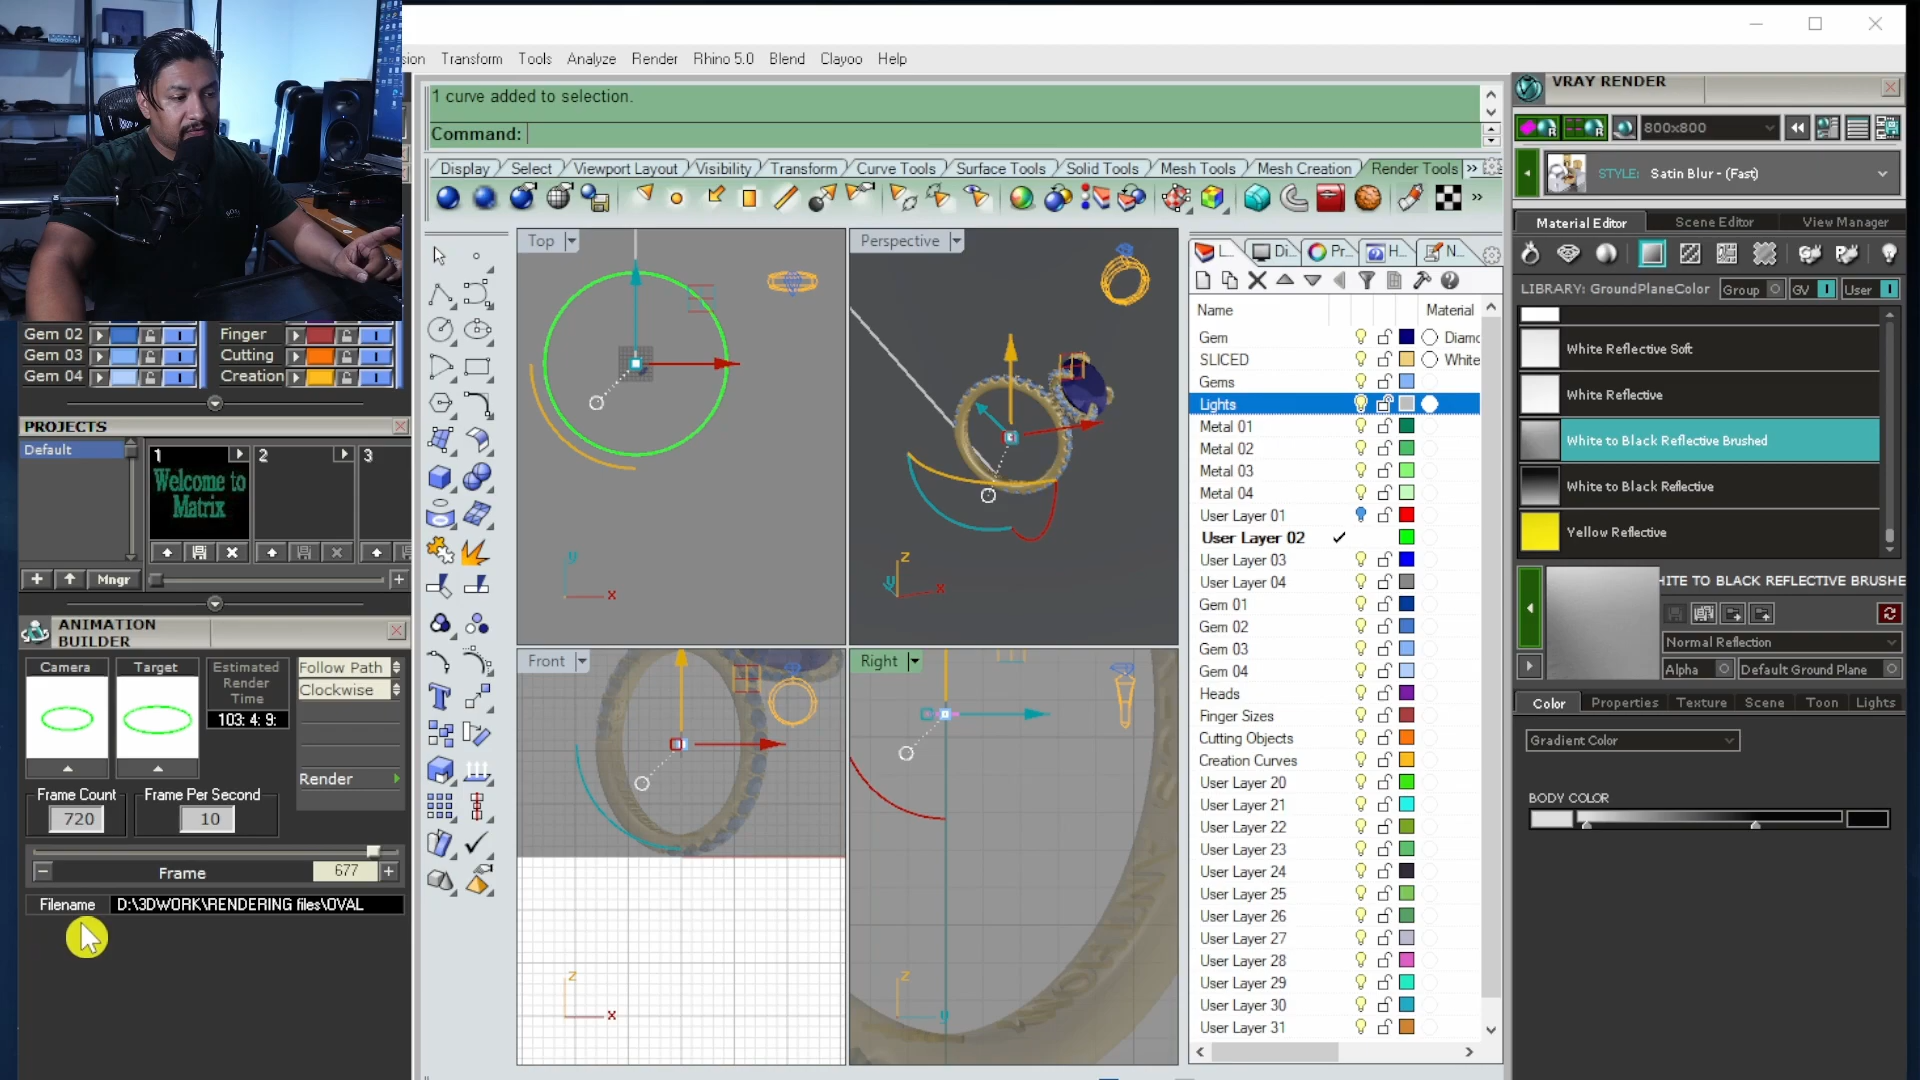 sion Transform Tools Analyze Render Rhino 5.0 Blend Clayoo Help
1 curve added to selection.
Command:
Display Select Viewport Layout Visibility Transform Curve Tools Surface Tools Solid Tools Mesh Tools Mesh Creation Render Tools »
»
Top
Perspective
Front
Right
y
x
z
y
x
z
x
z
y
Gem 02
Gem 03
Gem 04
Finger
Cutting
Creation
PROJECTS
Default
1
2
3
Welcome to
Matrix
Mngr
ANIMATION
BUILDER
Camera
Target
Estimated
Render
Time
103: 4: 9:
Follow Path
Clockwise
Render
Frame Count
Frame Per Second
720
10
Frame
677
Filename D:\3DWORK\RENDERING files\OVAL
L...
Di...
Pr...
H...
N...
Name
Material
Gem Diamo
SLICED White
Gems
Lights
Metal 01
Metal 02
Metal 03
Metal 04
User Layer 01
User Layer 02
User Layer 03
User Layer 04
Gem 01
Gem 02
Gem 03
Gem 04
Heads
Finger Sizes
Cutting Objects
Creation Curves
User Layer 20
User Layer 21
User Layer 22
User Layer 23
User Layer 24
User Layer 25
User Layer 26
User Layer 27
User Layer 28
User Layer 29
User Layer 30
User Layer 31
VRAY RENDER
800x800
STYLE: Satin Blur - (Fast)
Material Editor Scene Editor View Manager
LIBRARY: GroundPlaneColor Group GV User
White Reflective Soft
White Reflective
White to Black Reflective Brushed
White to Black Reflective
Yellow Reflective
HITE TO BLACK REFLECTIVE BRUSHE
Normal Reflection
Alpha Default Ground Plane
Color Properties Texture Scene Toon Lights
Gradient Color
BODY COLOR